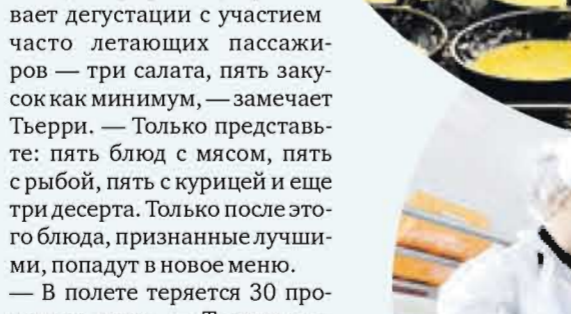 вает дегустации с участием
часто летающих пассажи-
ров — три салата, пять заку-
сок как минимум, — замечает
Тьерри. — Только представь-
те: пять блюд с мясом, пять
с рыбой, пять с курицей и еще
три десерта. Только после это-
го блюда, признанные лучши-
ми, попадут в новое меню.
— В полете теряется 30 про-